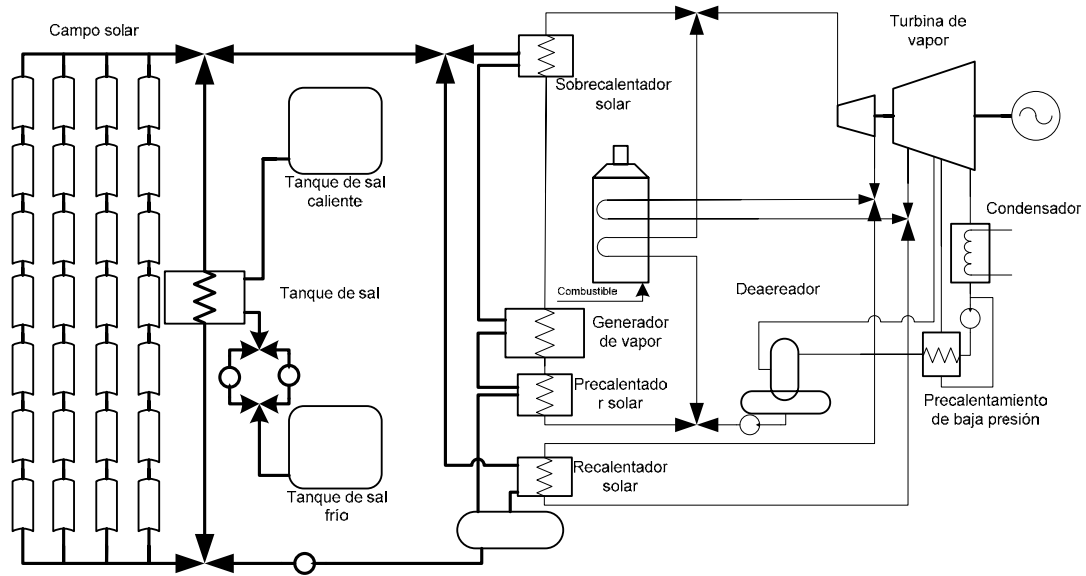 Campo solar
Turbina de
vapor
Sobrecalentador
solar
Tanque de sal
caliente
Condensador
Tanque de sal
Combustible
Deaereador
Generador
de vapor
Precalentado
r solar
Precalentamiento
de baja presión
Recalentador
solar
Tanque de sal
frío